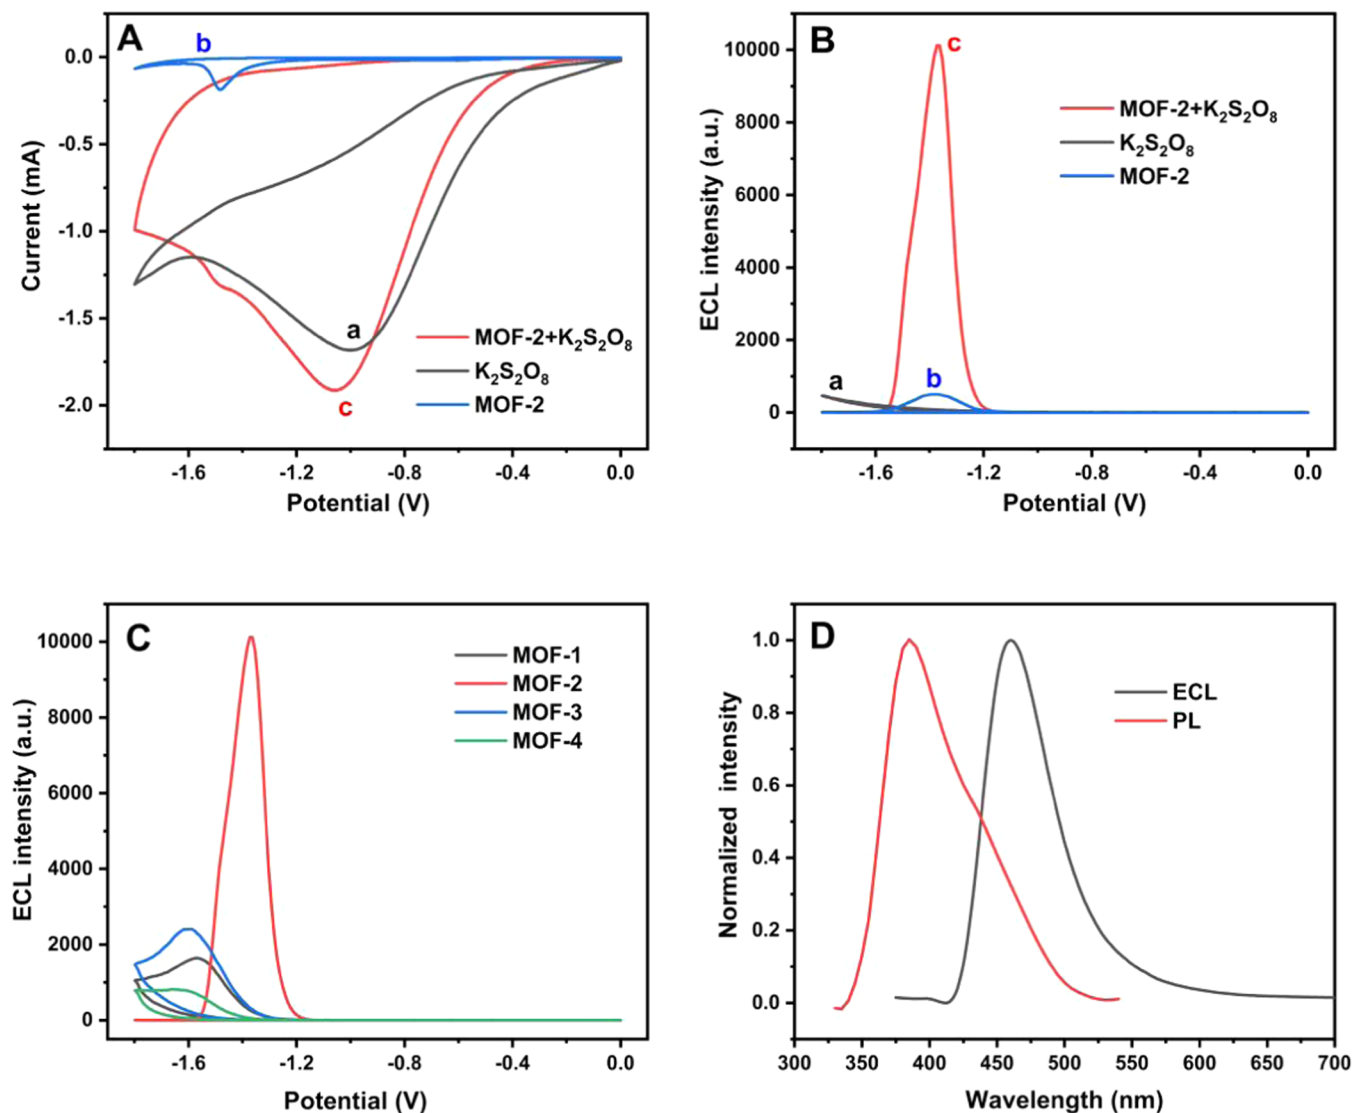 A
b
0.0
-0.5
-1.0
-1.5
-2.0
Current (mA)
a
c
MOF-2+K₂S₂O₈
K₂S₂O₈
MOF-2
-1.6 -1.2 -0.8 -0.4 0.0
Potential (V)
B
c
10000
8000
6000
4000
2000
0
ECL intensity (a.u.)
MOF-2+K₂S₂O₈
K₂S₂O₈
MOF-2
a
b
-1.6 -1.2 -0.8 -0.4 0.0
Potential (V)
C
10000
8000
6000
4000
2000
0
ECL intensity (a.u.)
MOF-1
MOF-2
MOF-3
MOF-4
-1.6 -1.2 -0.8 -0.4 0.0
Potential (V)
D
1.0
0.8
0.6
0.4
0.2
0.0
Normalized intensity
ECL
PL
300 350 400 450 500 550 600 650 700
Wavelength (nm)